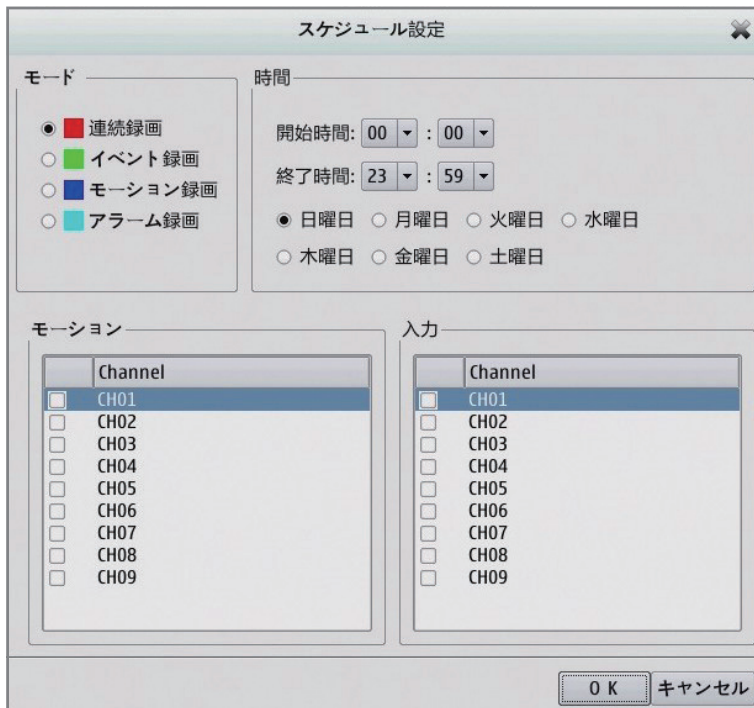 スケジュール設定
モード
連続録画
イベント録画
モーション録画
アラーム録画
時間
開始時間: 00 : 00
終了時間: 23 : 59
日曜日 月曜日 火曜日 水曜日
木曜日 金曜日 土曜日
モーション
Channel
CH01
CH02
CH03
CH04
CH05
CH06
CH07
CH08
CH09
入力
Channel
CH01
CH02
CH03
CH04
CH05
CH06
CH07
CH08
CH09
OK キャンセル